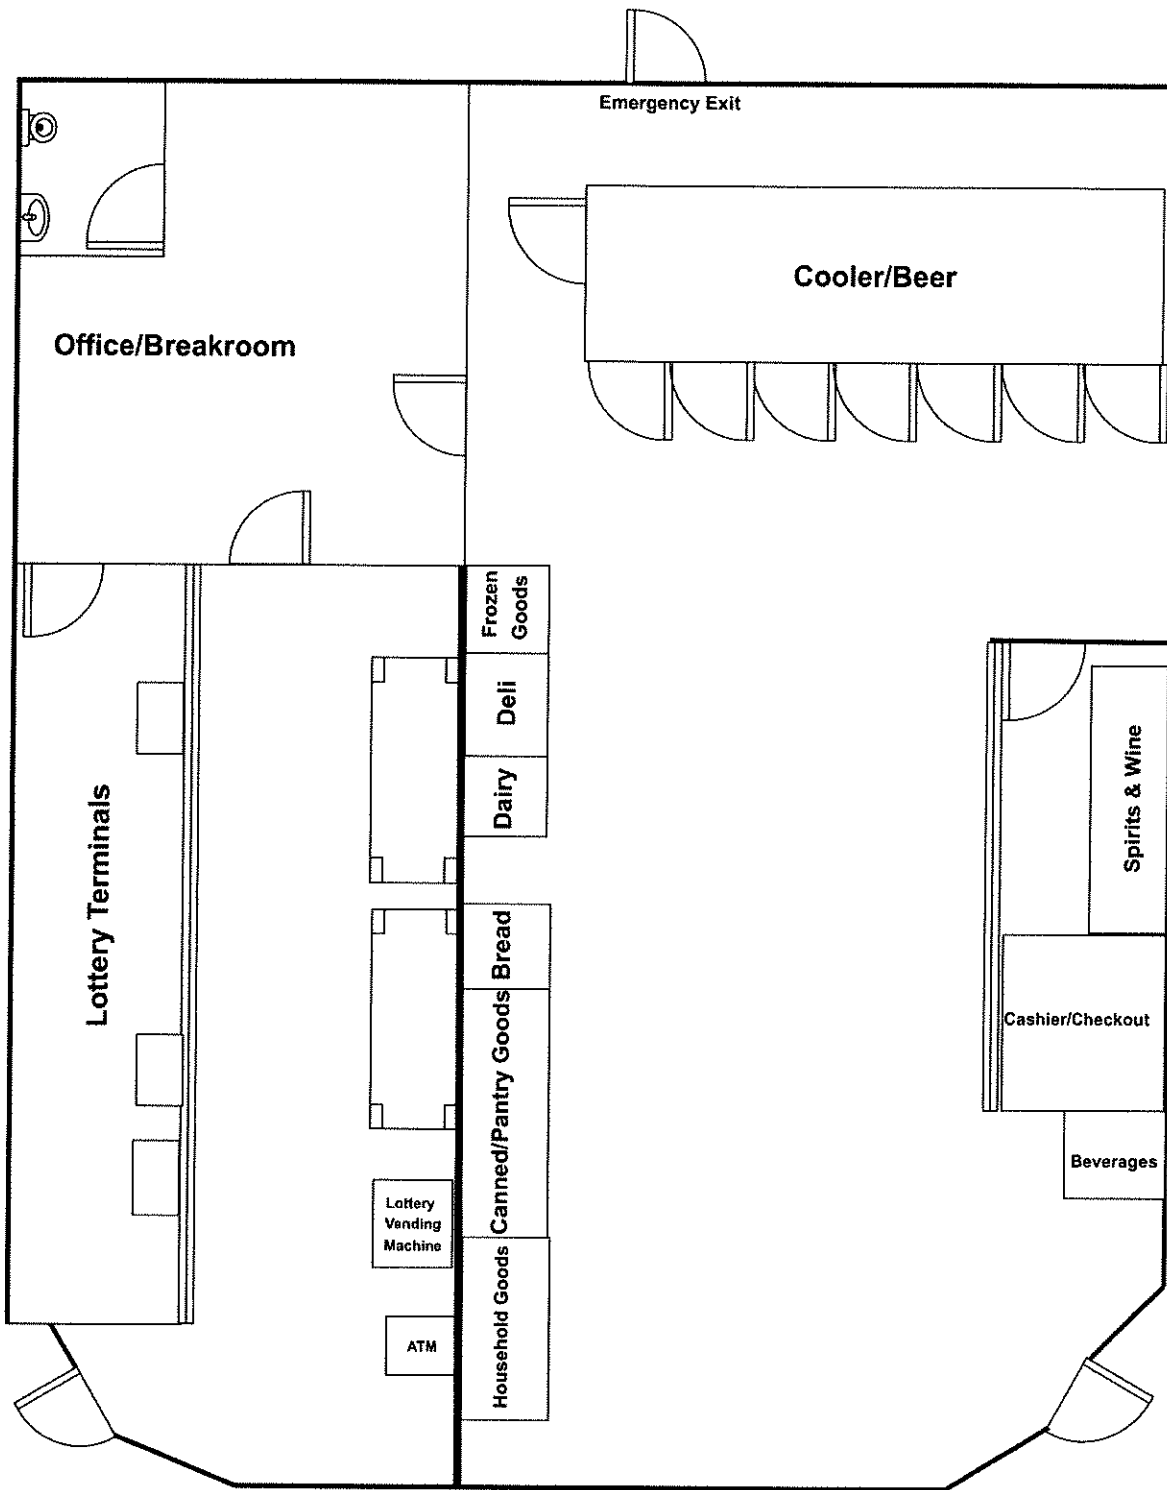 Emergency Exit
Cooler/Beer
Office/Breakroom
Frozen
Goods
Deli
Dairy
Spirits & Wine
Lottery Terminals
Bread
Cashier/Checkout
Canned/Pantry Goods
Beverages
Lottery
Vending
Machine
Household Goods
ATM